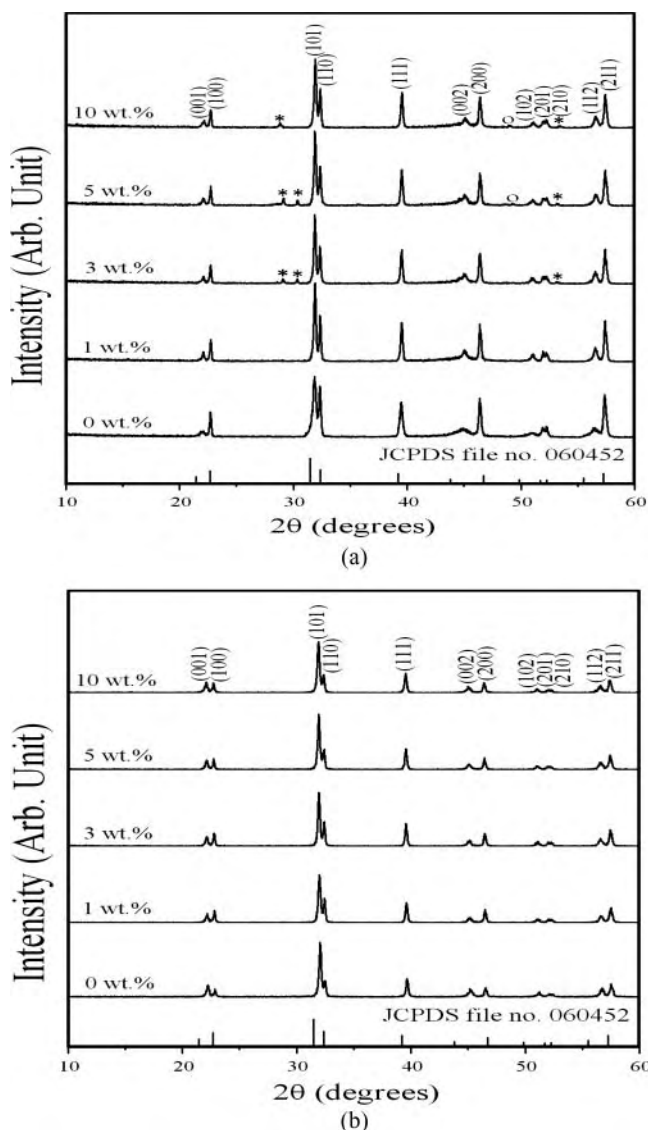 (001)
(100)
(101)
(110)
(111)
(002)
(200)
(102)
(201)
(210)
(112)
(211)
10 wt.%
* o *
5 wt.%
* * o *
3 wt.%
* * *
1 wt.%
0 wt.%
JCPDS file no. 060452
Intensity (Arb. Unit)
10 20 30 40 50 60
2θ (degrees)
(a)
(001)
(100)
(101)
(110)
(111)
(002)
(200)
(102)
(201)
(210)
(112)
(211)
10 wt.%
5 wt.%
3 wt.%
1 wt.%
0 wt.%
JCPDS file no. 060452
Intensity (Arb. Unit)
10 20 30 40 50 60
2θ (degrees)
(b)